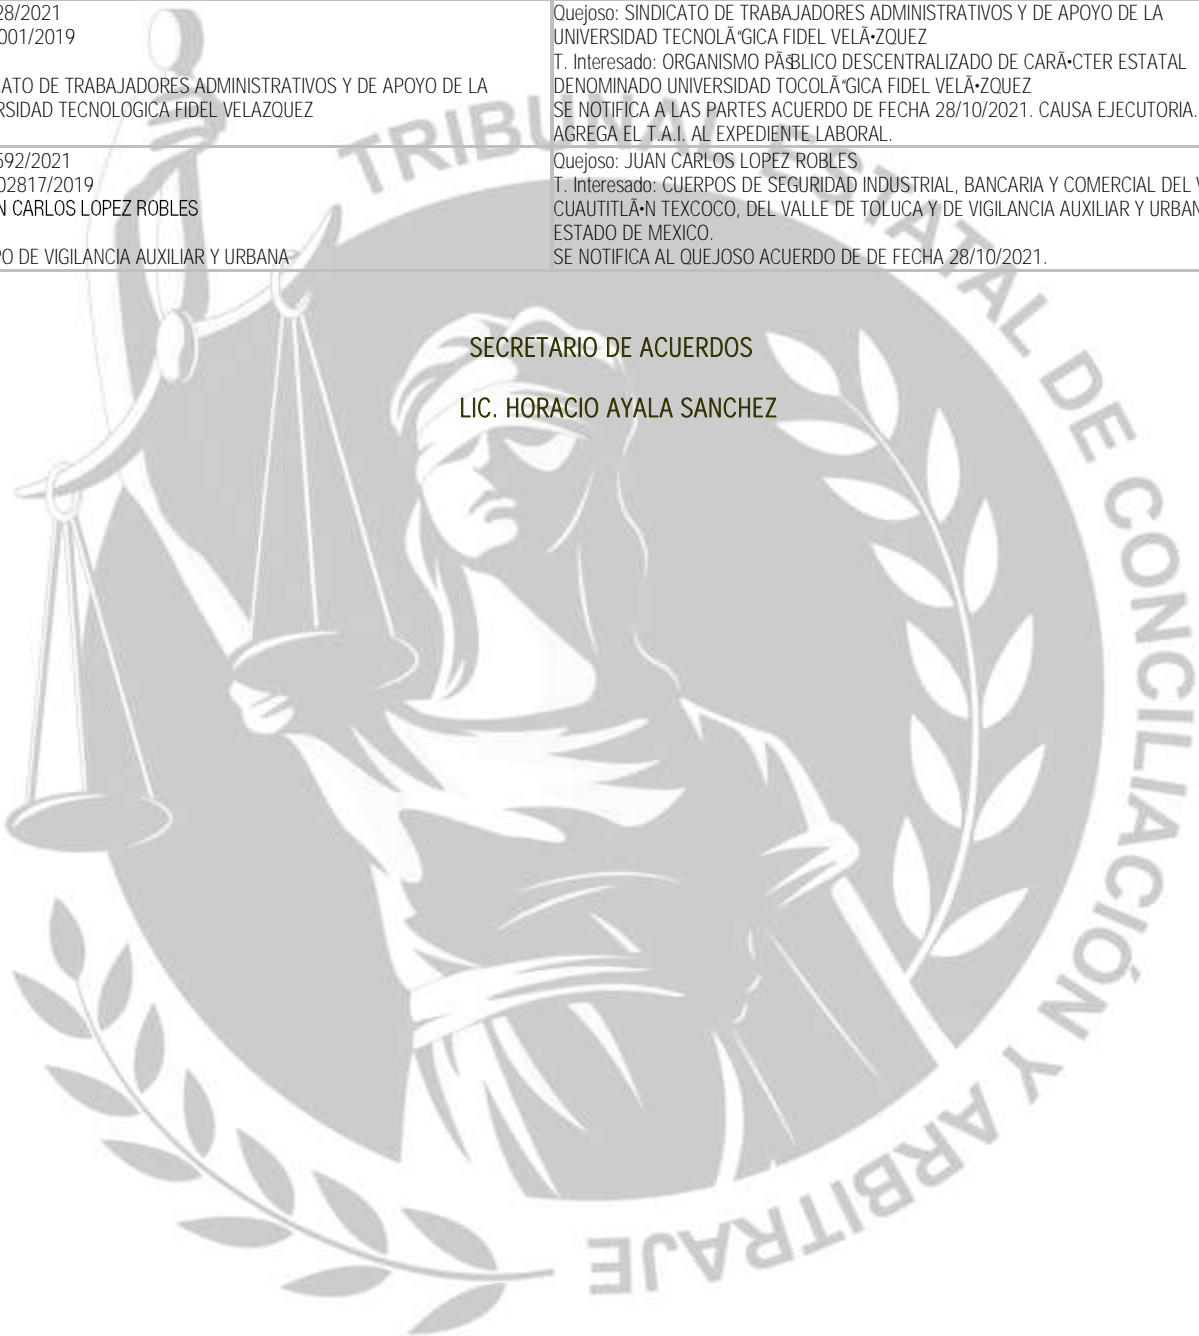 28/2021
001/2019
CATO DE TRABAJADORES ADMINISTRATIVOS Y DE APOYO DE LA
ERSIDAD TECNOLOGICA FIDEL VELAZQUEZ
Quejoso: SINDICATO DE TRABAJADORES ADMINISTRATIVOS Y DE APOYO DE LA
UNIVERSIDAD TECNOLÃ“GICA FIDEL VELÃ•ZQUEZ
T. Interesado: ORGANISMO PÃšBLICO DESCENTRALIZADO DE CARÃ•CTER ESTATAL
DENOMINADO UNIVERSIDAD TOCOLÃ“GICA FIDEL VELÃ•ZQUEZ
SE NOTIFICA A LAS PARTES ACUERDO DE FECHA 28/10/2021. CAUSA EJECUTORIA.
AGREGA EL T.A.I. AL EXPEDIENTE LABORAL.
592/2021
02817/2019
N CARLOS LOPEZ ROBLES
PO DE VIGILANCIA AUXILIAR Y URBANA
Quejoso: JUAN CARLOS LOPEZ ROBLES
T. Interesado: CUERPOS DE SEGURIDAD INDUSTRIAL, BANCARIA Y COMERCIAL DEL V
CUAUTITLÃ•N TEXCOCO, DEL VALLE DE TOLUCA Y DE VIGILANCIA AUXILIAR Y URBAN
ESTADO DE MEXICO.
SE NOTIFICA AL QUEJOSO ACUERDO DE DE FECHA 28/10/2021.
SECRETARIO DE ACUERDOS
LIC. HORACIO AYALA SANCHEZ
TRIBUNAL ESTATAL DE CONCILIACIÓN Y ARBITRAJE